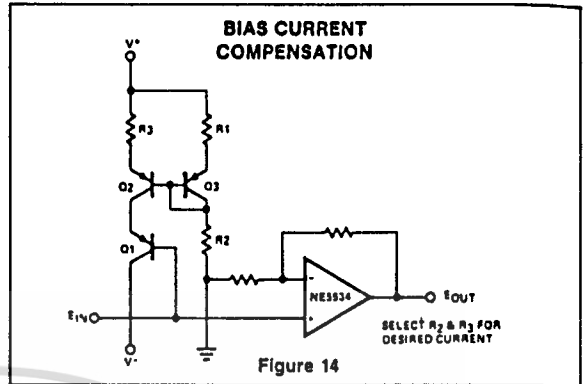 BIAS CURRENT
COMPENSATION
V+
R3
R1
Q2
Q3
Q1
R2
NE5534
-
+
EIN
EOUT
V-
SELECT R2 & R3 FOR
DESIRED CURRENT
Figure 14